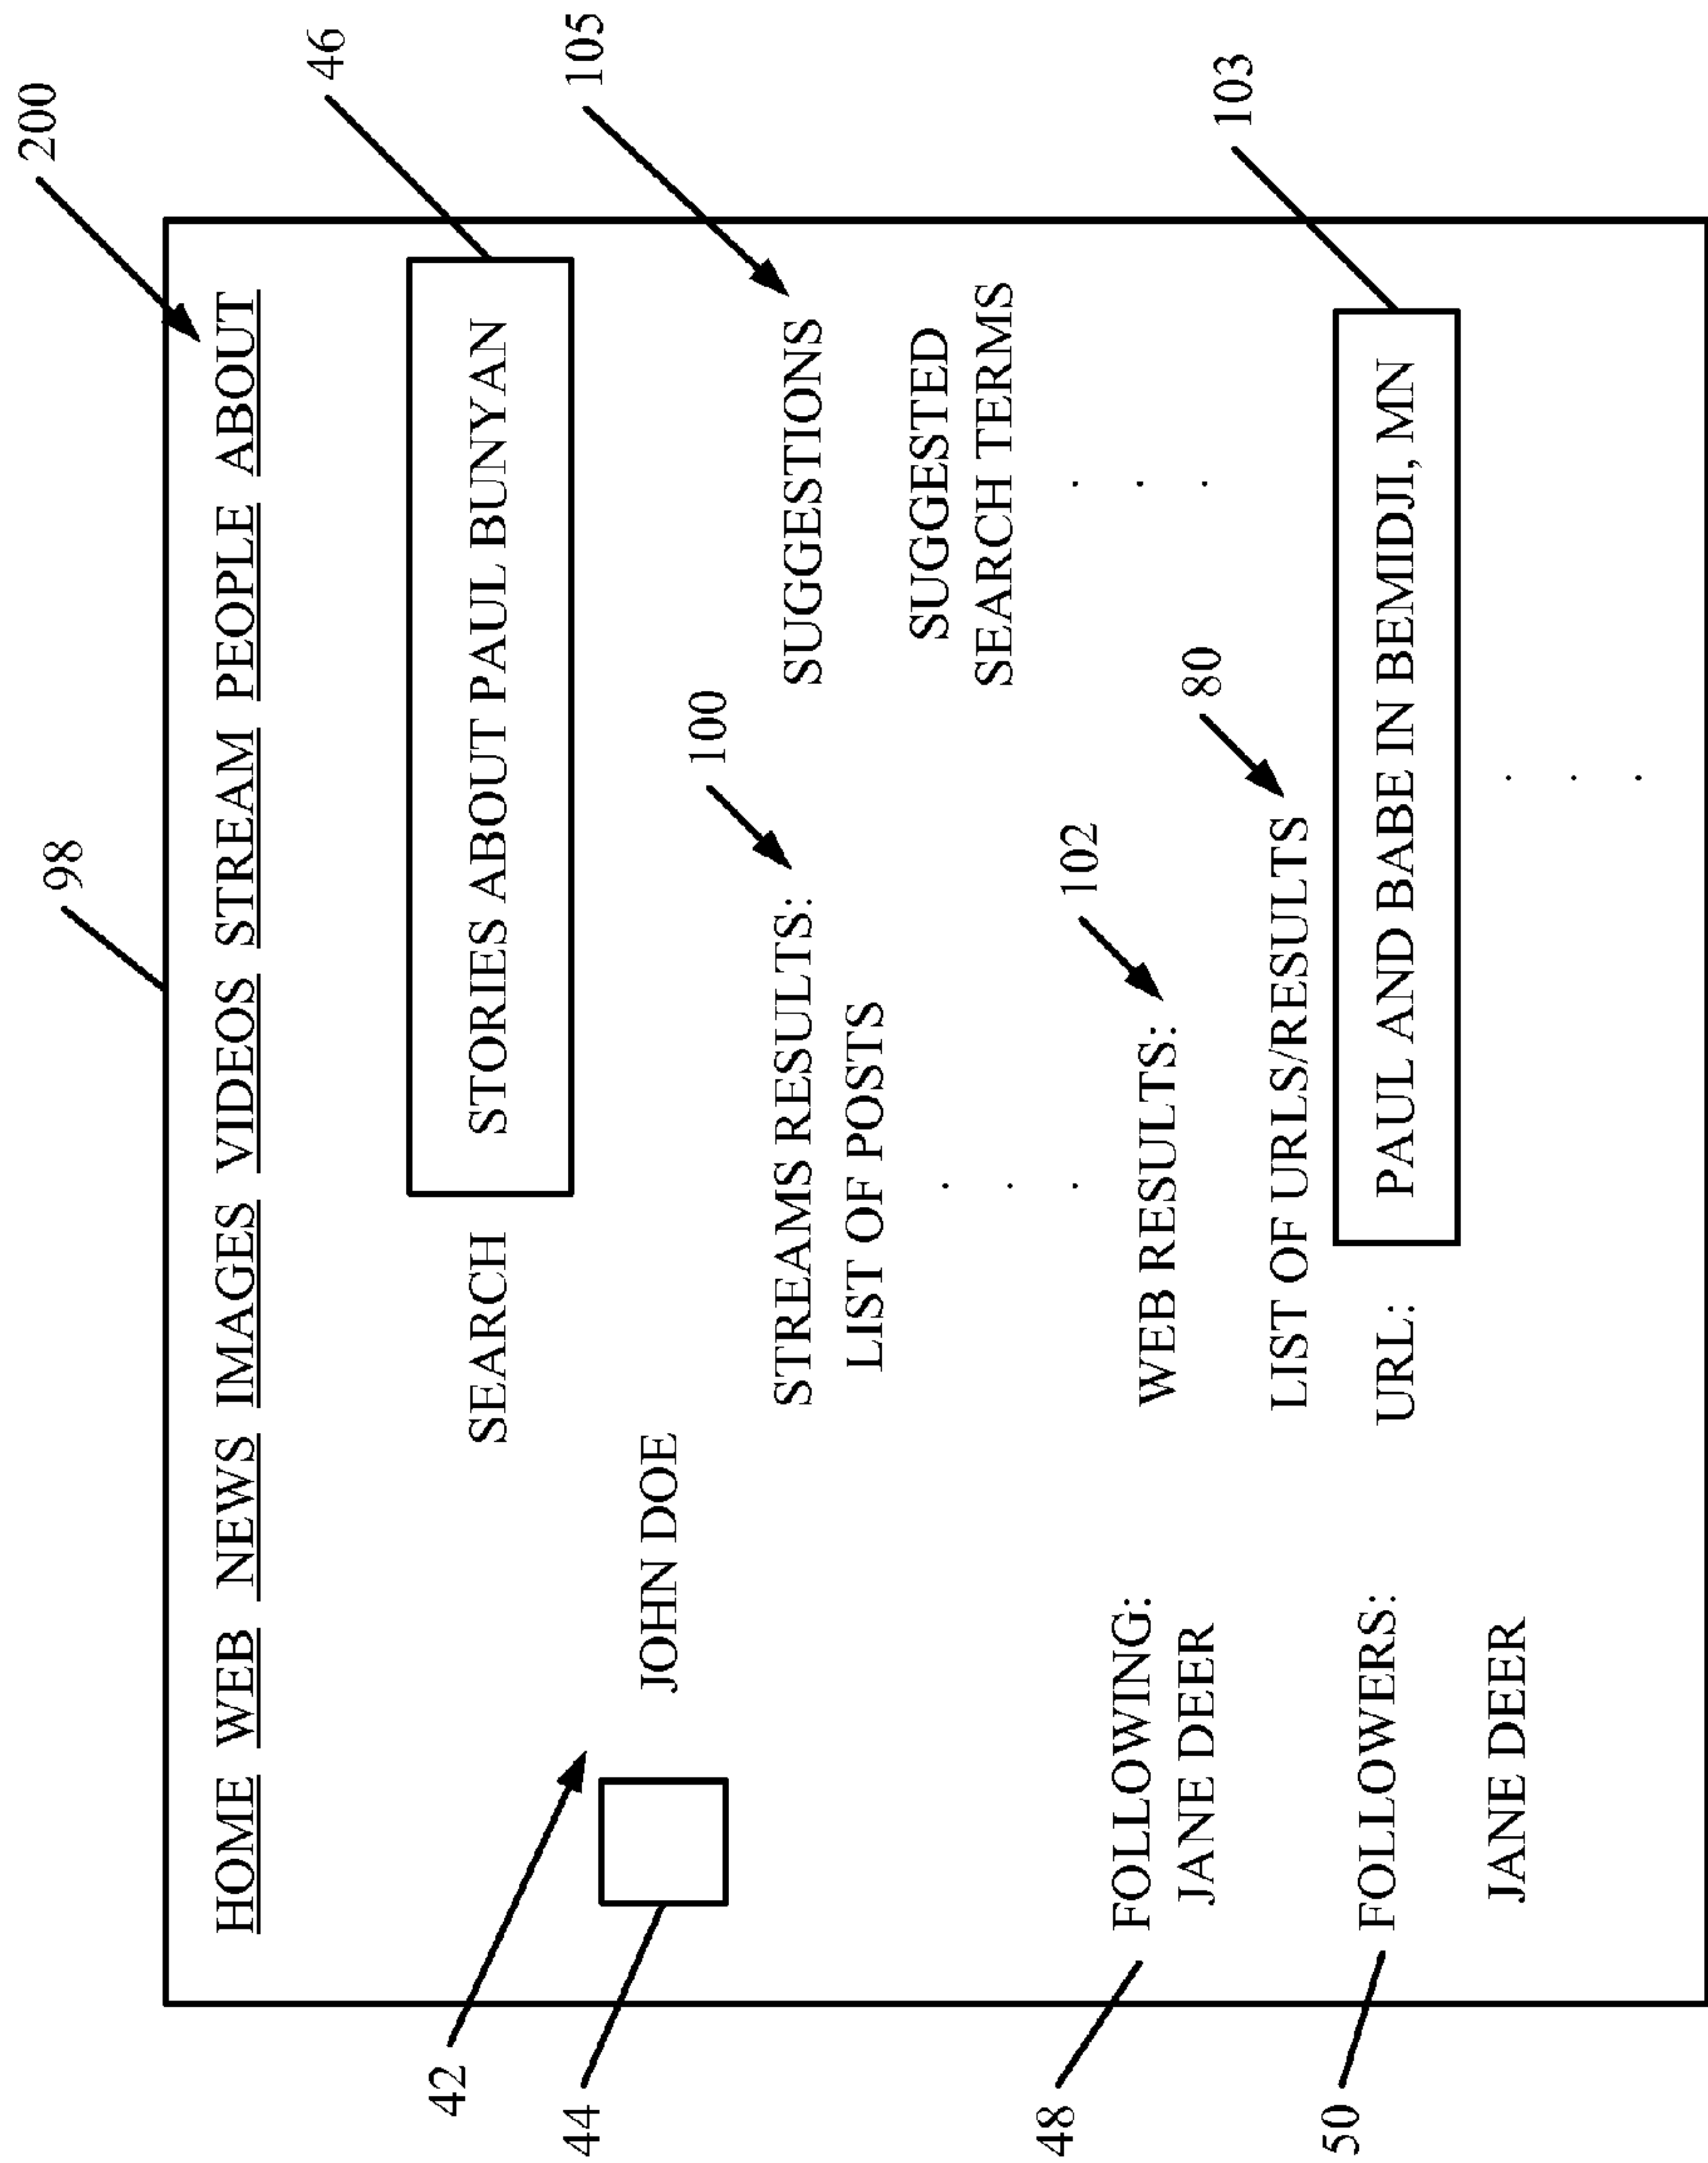 98
200
HOME WEB NEWS IMAGES VIDEOS STREAM PEOPLE ABOUT
46
SEARCH STORIES ABOUT PAUL BUNYAN
42
44
JOHN DOE
100
105
STREAMS RESULTS:
LIST OF POSTS
SUGGESTIONS
SUGGESTED
SEARCH TERMS
48
FOLLOWING:
JANE DEER
102
WEB RESULTS:
80
LIST OF URLS/RESULTS
103
50
FOLLOWERS:
URL: PAUL AND BABE IN BEMIDJI, MN
JANE DEER